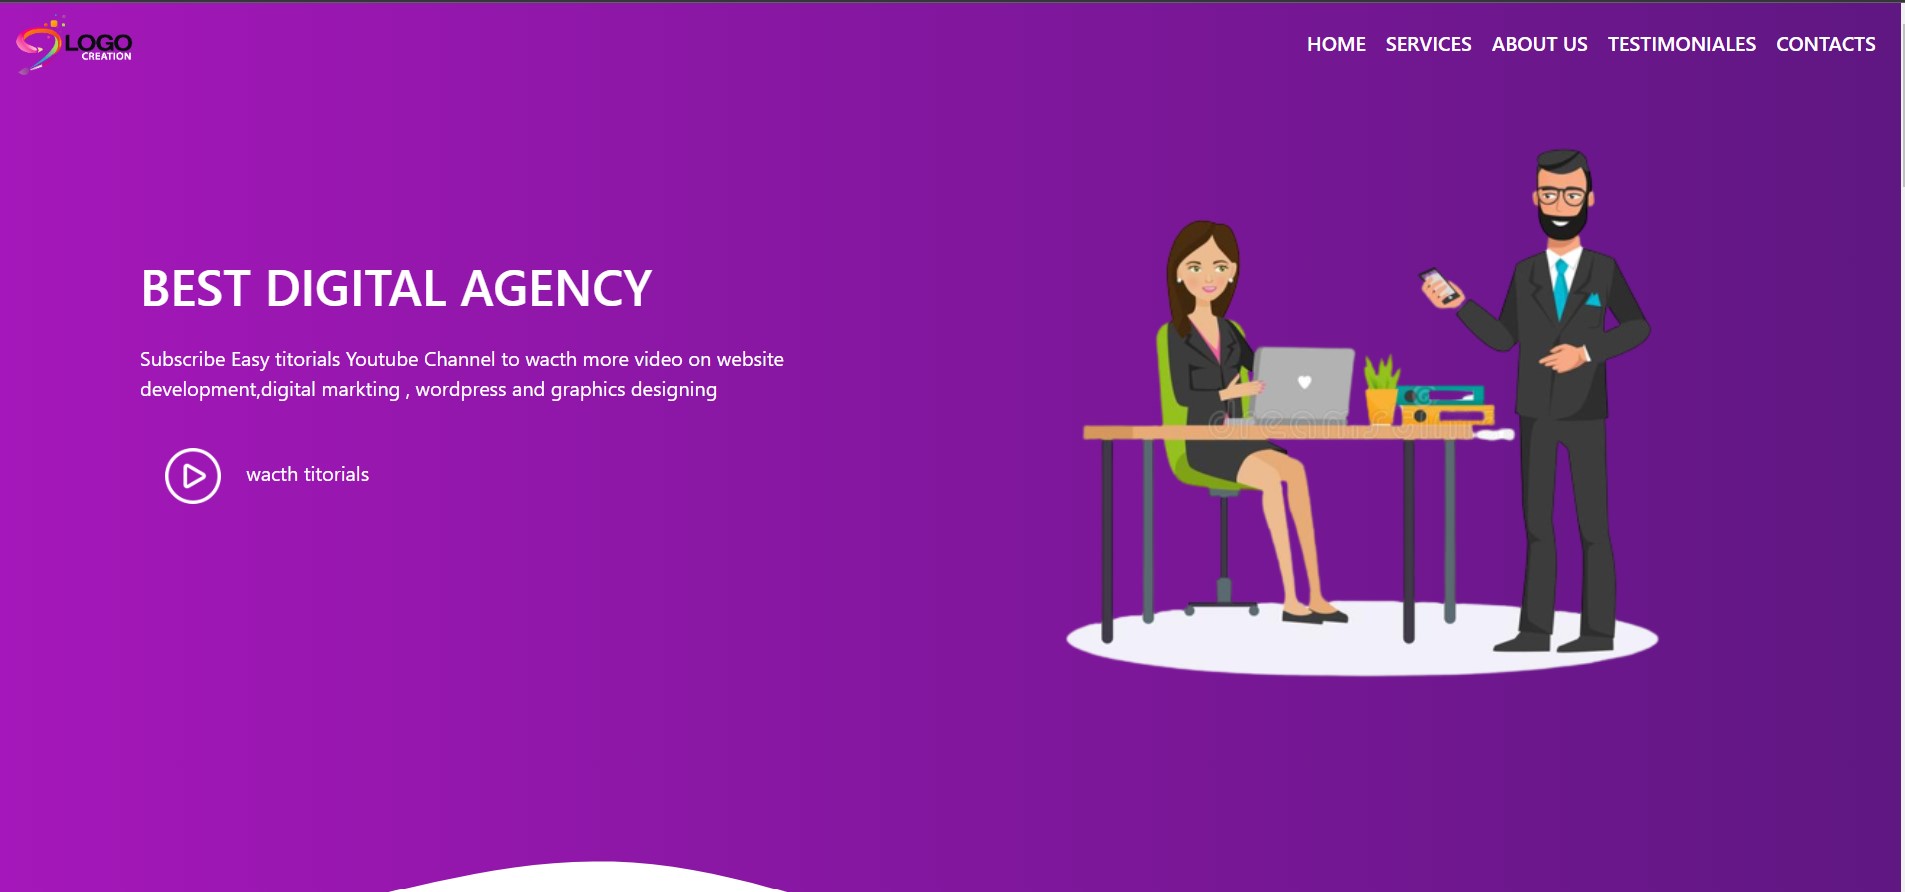 LOGO
CREATION
HOME SERVICES ABOUT US TESTIMONIALES CONTACTS
BEST DIGITAL AGENCY
Subscribe Easy titorials Youtube Channel to wacth more video on website
development,digital markting , wordpress and graphics designing
wacth titorials